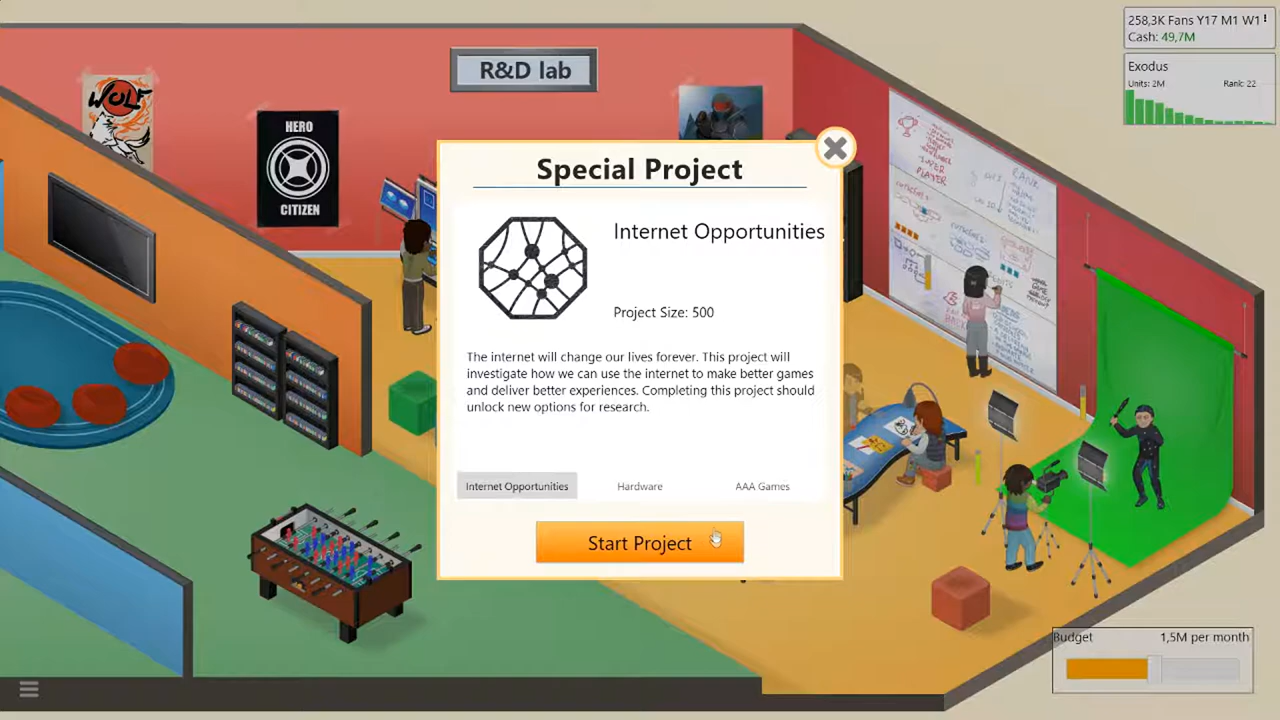 258,3K Fans Y17 M1 W1!
Cash: 49,7M
R&D lab
Exodus
Units: 2M Rank: 22
WOLF
HERO
CITIZEN
Special Project
Internet Opportunities
Project Size: 500
The internet will change our lives forever. This project will
investigate how we can use the internet to make better games
and deliver better experiences. Completing this project should
unlock new options for research.
Internet Opportunities Hardware AAA Games
Start Project
RANK
PLAYER
Budget 1,5M per month